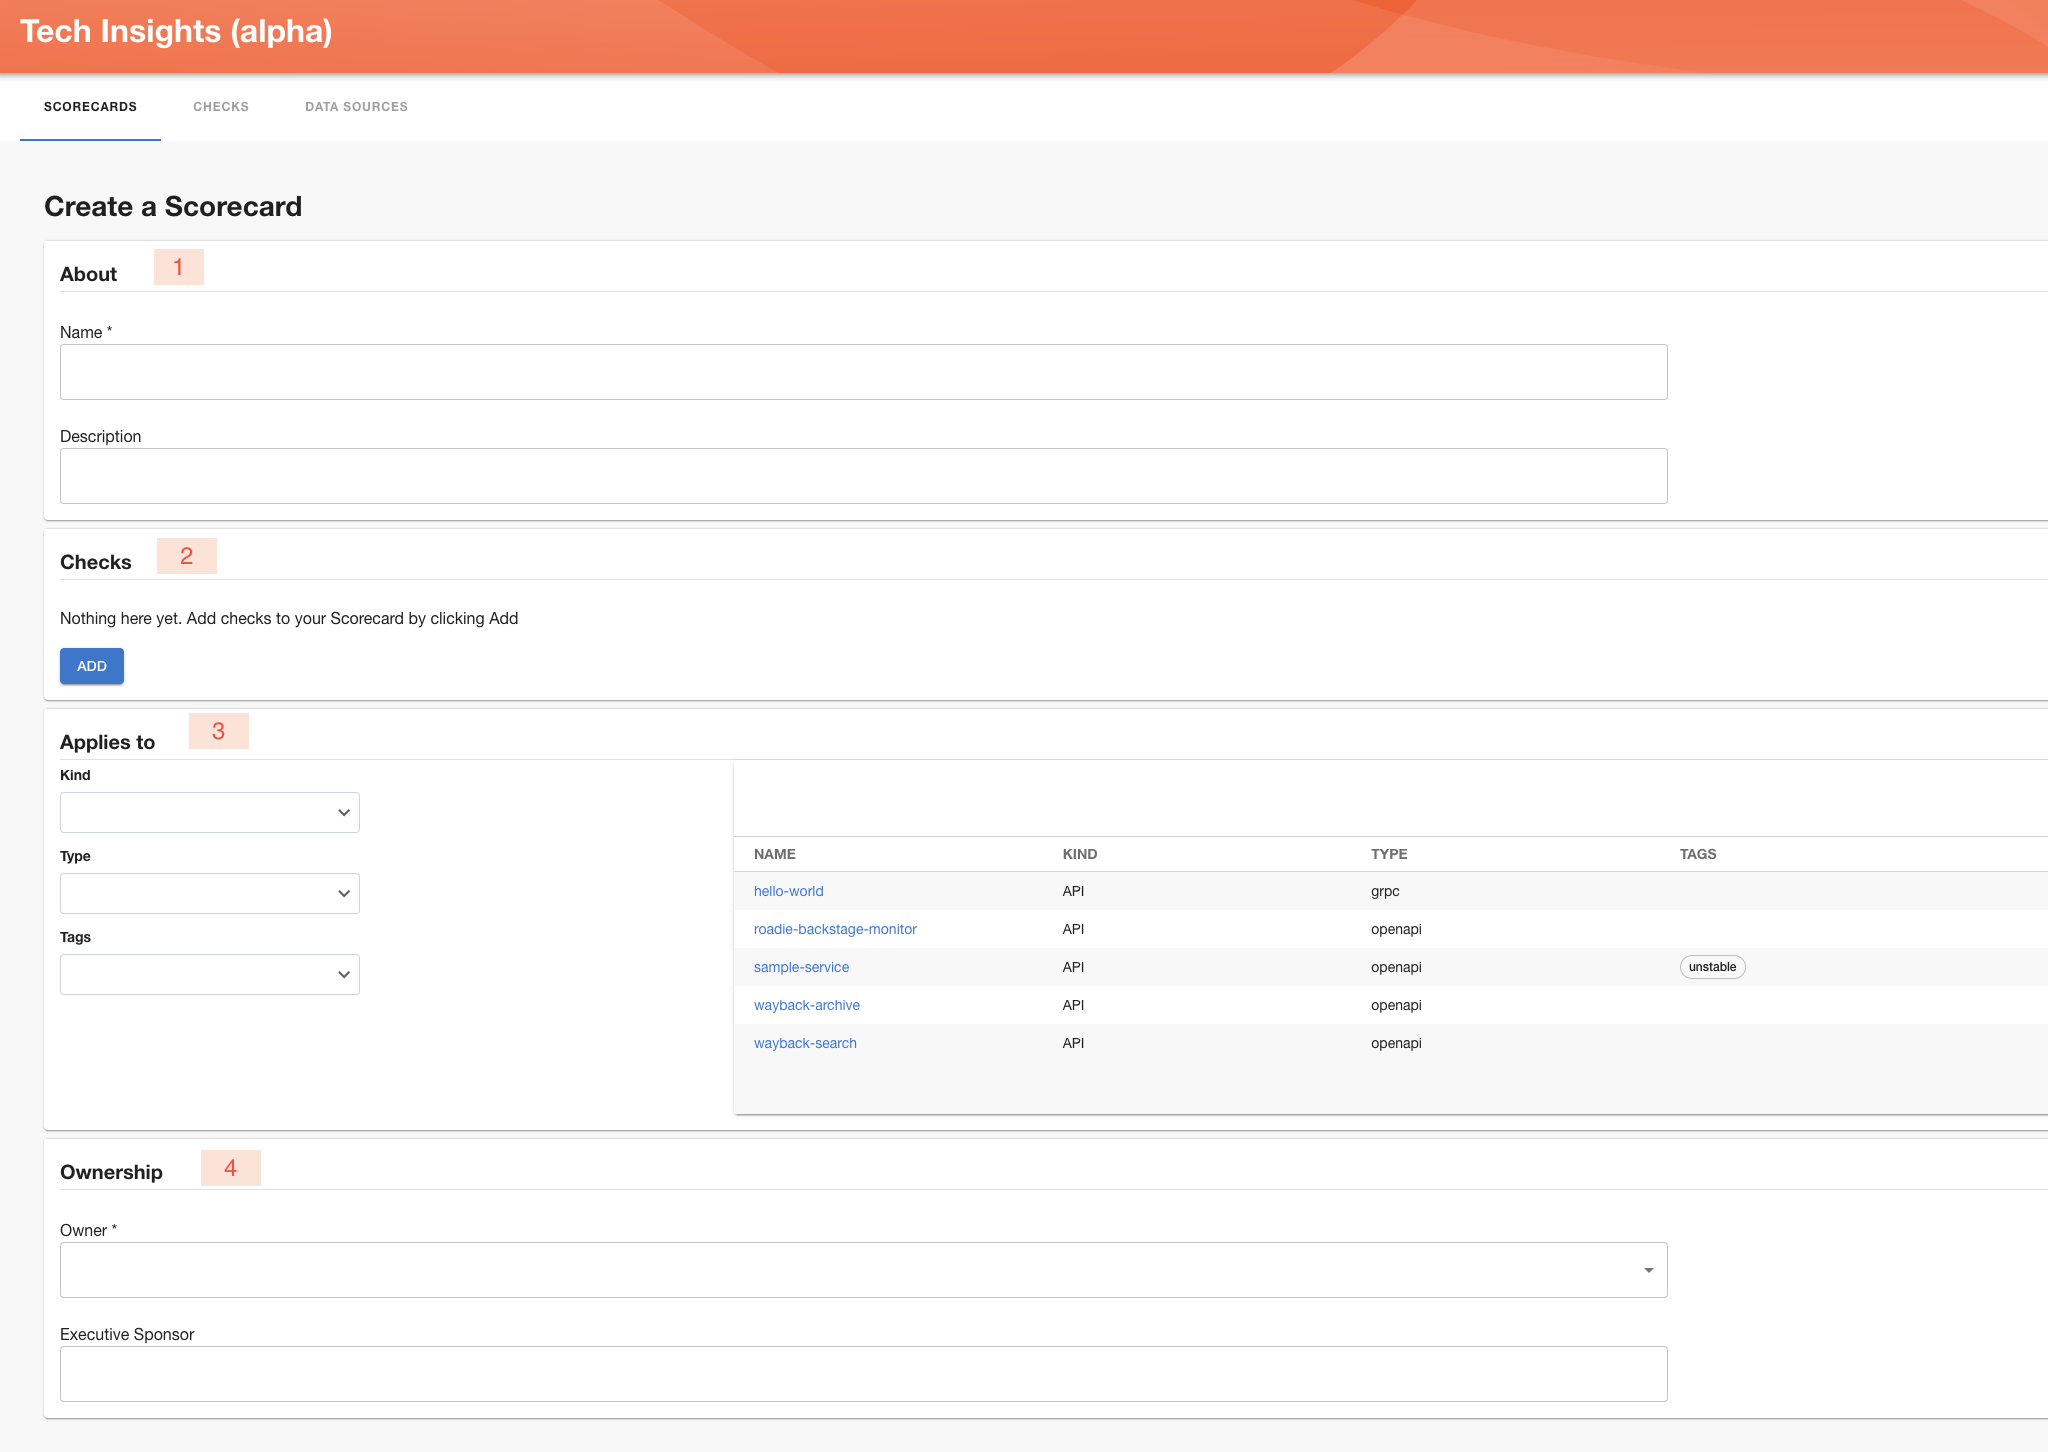 Tech Insights (alpha)
SCORECARDS CHECKS DATA SOURCES
Create a Scorecard
About 1
Name *
Description
Checks 2
Nothing here yet. Add checks to your Scorecard by clicking Add
ADD
Applies to 3
Kind
Type
Tags
NAME KIND TYPE TAGS
hello-world API grpc
roadie-backstage-monitor API openapi
sample-service API openapi unstable
wayback-archive API openapi
wayback-search API openapi
Ownership 4
Owner *
Executive Sponsor